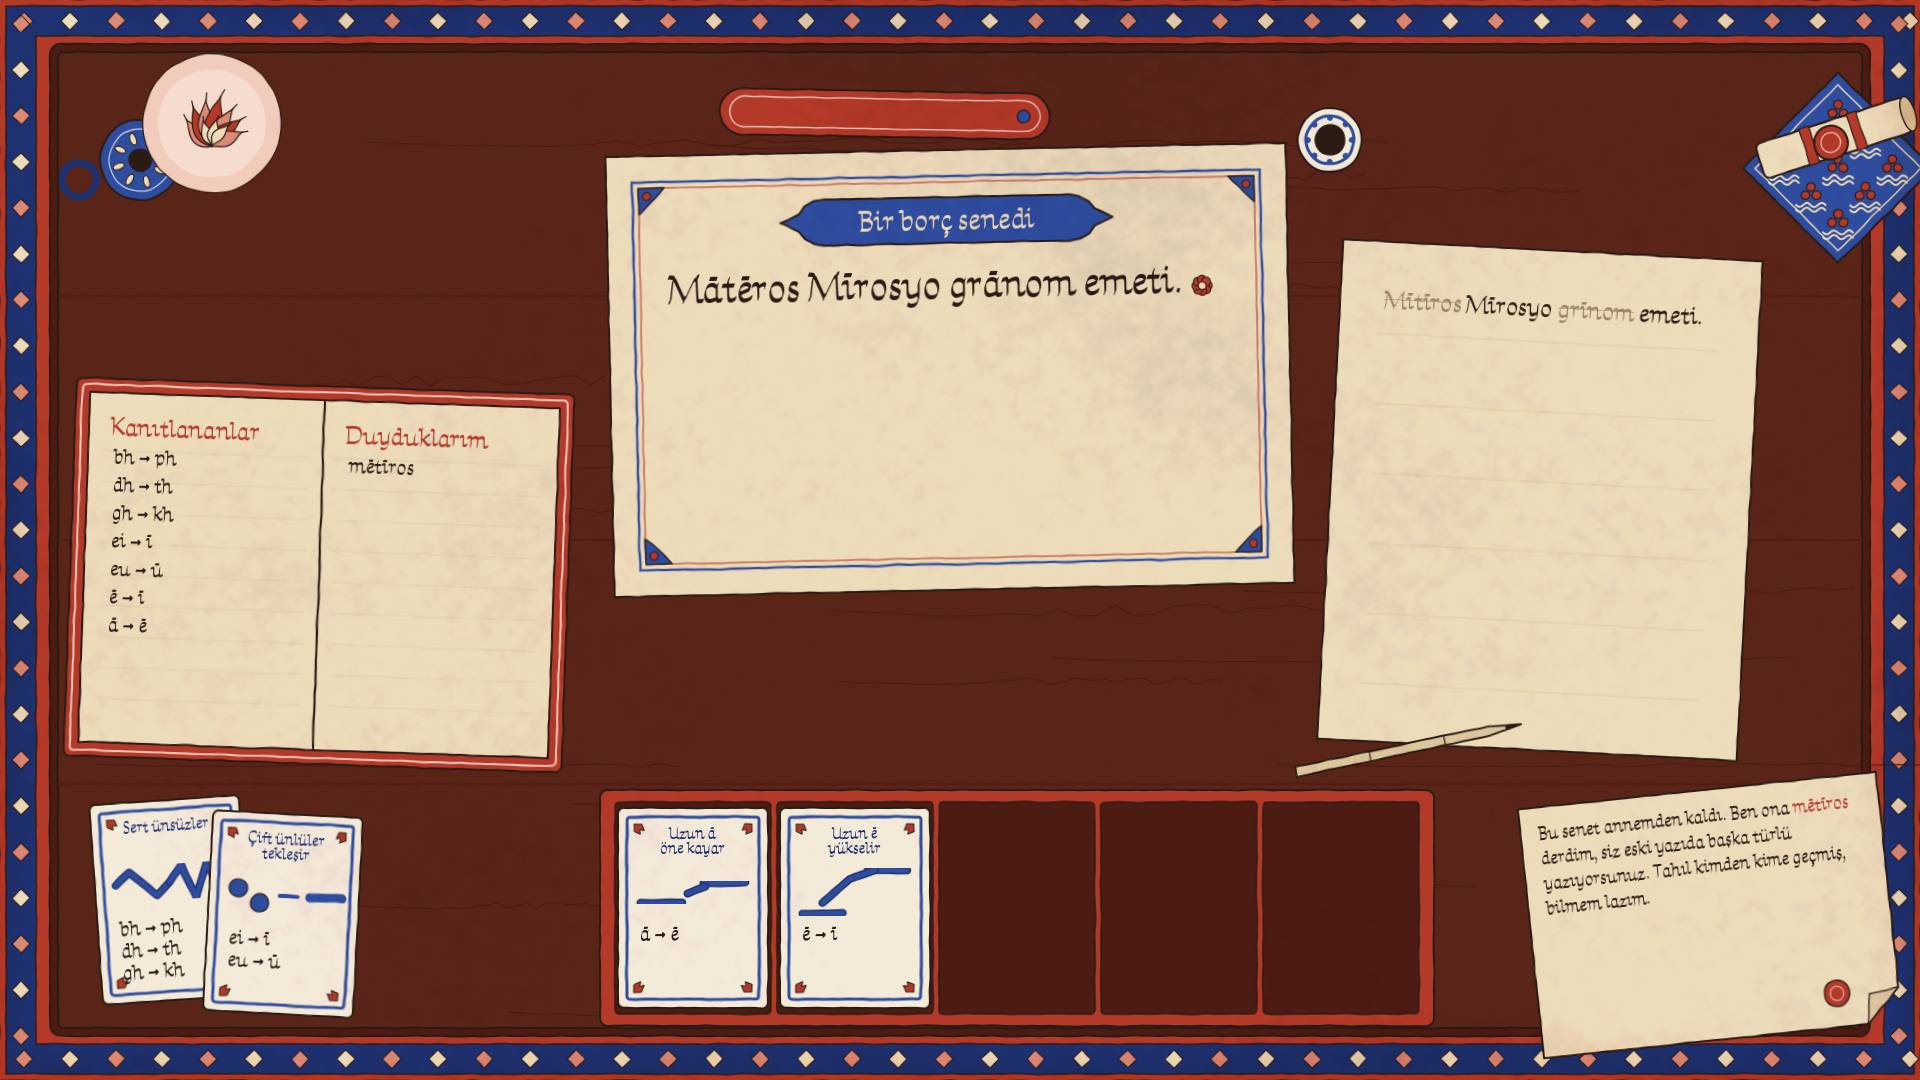 Bir borç senedi
Mātēros Mīrosyo grānom emeti.
Mītīros Mīrosyo grīnom emeti.
Kanıtlananlar
bh → ph
dh → th
gh → kh
ei → ī
eu → ū
ē → ī
ā → ē
Duyduklarım
mētīros
Sert ünsüzler
bh → ph
dh → th
gh → kh
Çift ünlüler
tekleşir
ei → ī
eu → ū
Uzun ā
öne kayar
ā → ē
Uzun ē
yükselir
ē → ī
Bu senet annemden kaldı. Ben ona mētīros
derdim, siz eski yazıda başka türlü
yazıyorsunuz. Tahıl kimden kime geçmiş,
bilmem lazım.